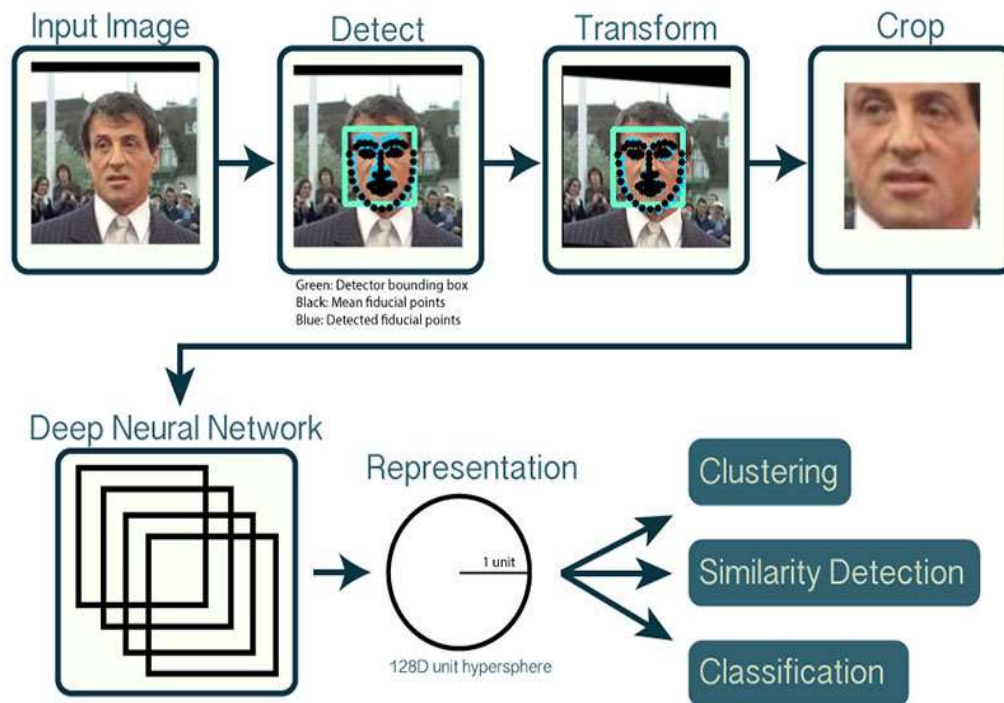 Input Image
Detect
Transform
Crop
Green: Detector bounding box
Black: Mean fiducial points
Blue: Detected fiducial points
Deep Neural Network
Representation
1 unit
128D unit hypersphere
Clustering
Similarity Detection
Classification